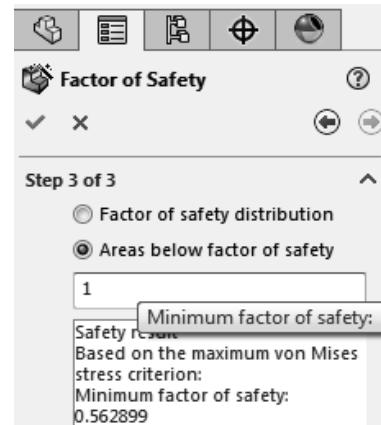 Factor of Safety
Step 3 of 3
Factor of safety distribution
Areas below factor of safety
1
Minimum factor of safety:
Safety
Based on the maximum von Mises
stress criterion:
Minimum factor of safety:
0.562899